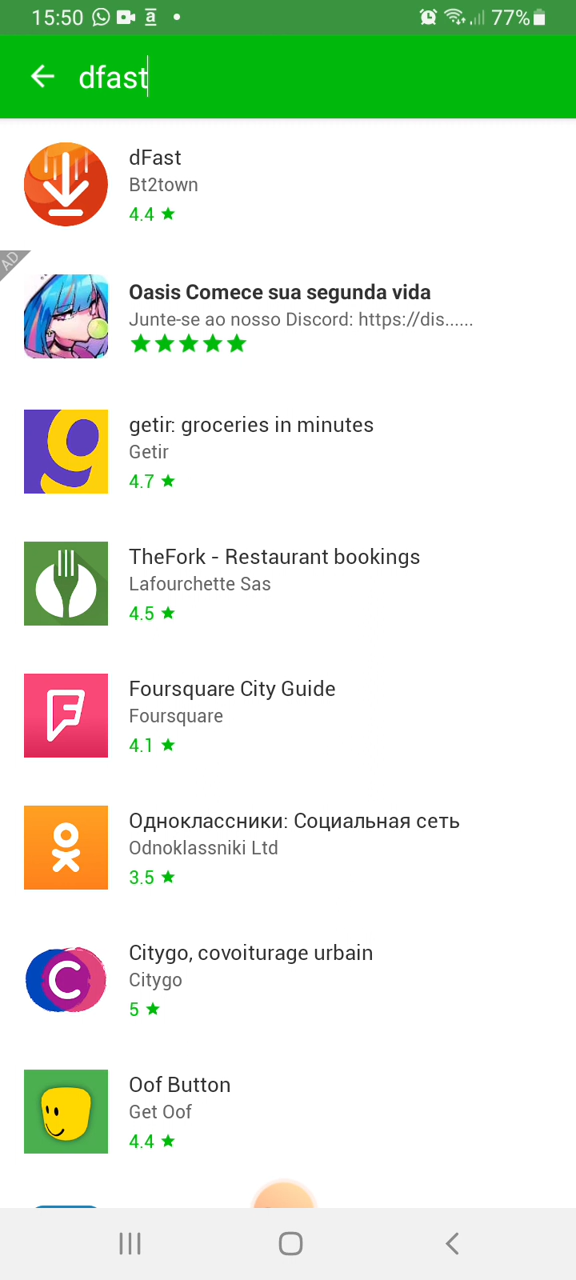 15:50 77%
dfast
dFast
Bt2town
4.4 ★
AD
Oasis Comece sua segunda vida
Junte-se ao nosso Discord: https://dis......
★★★★★
getir: groceries in minutes
Getir
4.7 ★
TheFork - Restaurant bookings
Lafourchette Sas
4.5 ★
Foursquare City Guide
Foursquare
4.1 ★
Одноклассники: Социальная сеть
Odnoklassniki Ltd
3.5 ★
Citygo, covoiturage urbain
Citygo
5 ★
Oof Button
Get Oof
4.4 ★